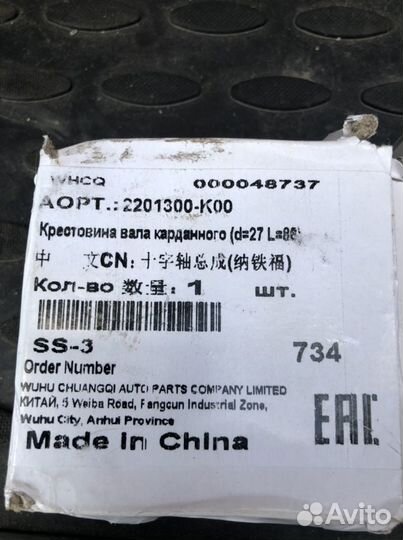 WHCQ 000048737
АОРТ.: 2201300-K00
Крестовина вала карданного (d=27 L=88)
中 文CN: 十字轴总成(纳铁福)
Кол-во 数量: 1 шт.
SS-3 734
Order Number
WUHU CHUANGQI AUTO PARTS COMPANY LIMITED
КИТАЙ, 5 Weiba Road, Fangcun Industrial Zone,
Wuhu City, Anhui Province
Made In China
EAC
Avito